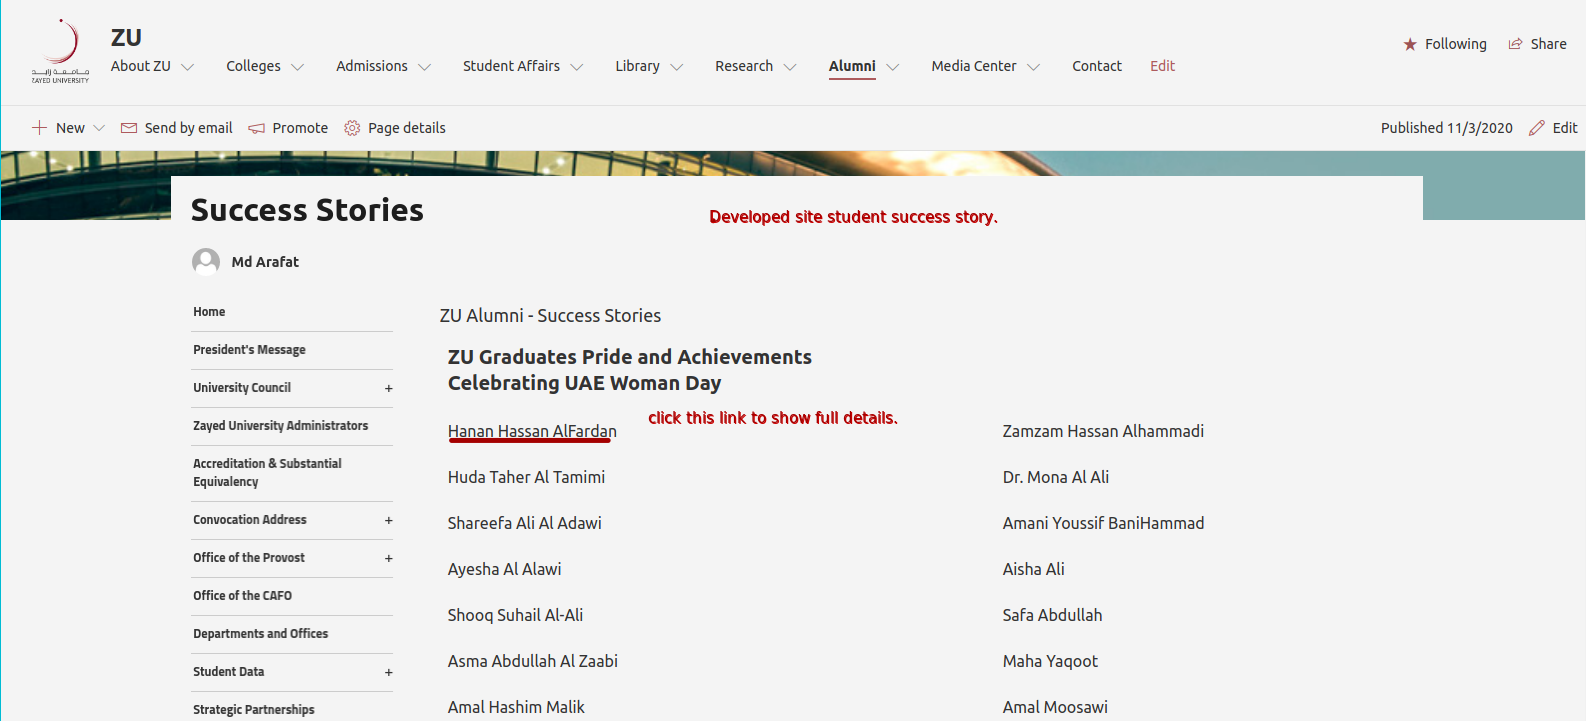 ZU
Following
Share
جامعة زايد
ZAYED UNIVERSITY
About ZU
Colleges
Admissions
Student Affairs
Library
Research
Alumni
Media Center
Contact
Edit
New
Send by email
Promote
Page details
Published 11/3/2020
Edit
Success Stories
Developed site student success story.
Md Arafat
Home
President's Message
University Council +
Zayed University Administrators
Accreditation & Substantial
Equivalency
Convocation Address +
Office of the Provost +
Office of the CAFO
Departments and Offices
Student Data +
Strategic Partnerships
ZU Alumni - Success Stories
ZU Graduates Pride and Achievements
Celebrating UAE Woman Day
click this link to show full details.
Hanan Hassan AlFardan
Zamzam Hassan Alhammadi
Huda Taher Al Tamimi
Dr. Mona Al Ali
Shareefa Ali Al Adawi
Amani Youssif BaniHammad
Ayesha Al Alawi
Aisha Ali
Shooq Suhail Al-Ali
Safa Abdullah
Asma Abdullah Al Zaabi
Maha Yaqoot
Amal Hashim Malik
Amal Moosawi